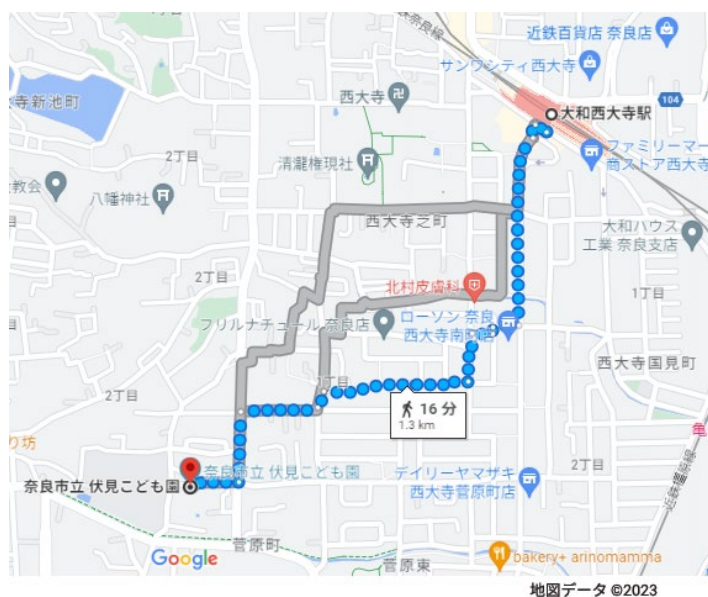 近鉄百貨店 奈良店
サンワシティ西大寺
西大寺
104
大和西大寺駅
寺新池町
2丁目
清瀧権現社
ファミリーマー
商ストア西大寺
教会
八幡神社
西大寺芝町
大和ハウス
工業 奈良支店
2丁目
北村皮膚科
1丁目
フリルナチュール 奈良店
ローソン 奈良
西大寺南町店
西大寺国見町
2丁目
丁目
16 分
1.3 km
り坊
亀
近鉄橿原線
奈良市立 伏見こども園
奈良市立 伏見こども園
デイリーヤマザキ
西大寺菅原町店
2丁目
Google
菅原町
菅原東
bakery+ arinomamma
地図データ ©2023